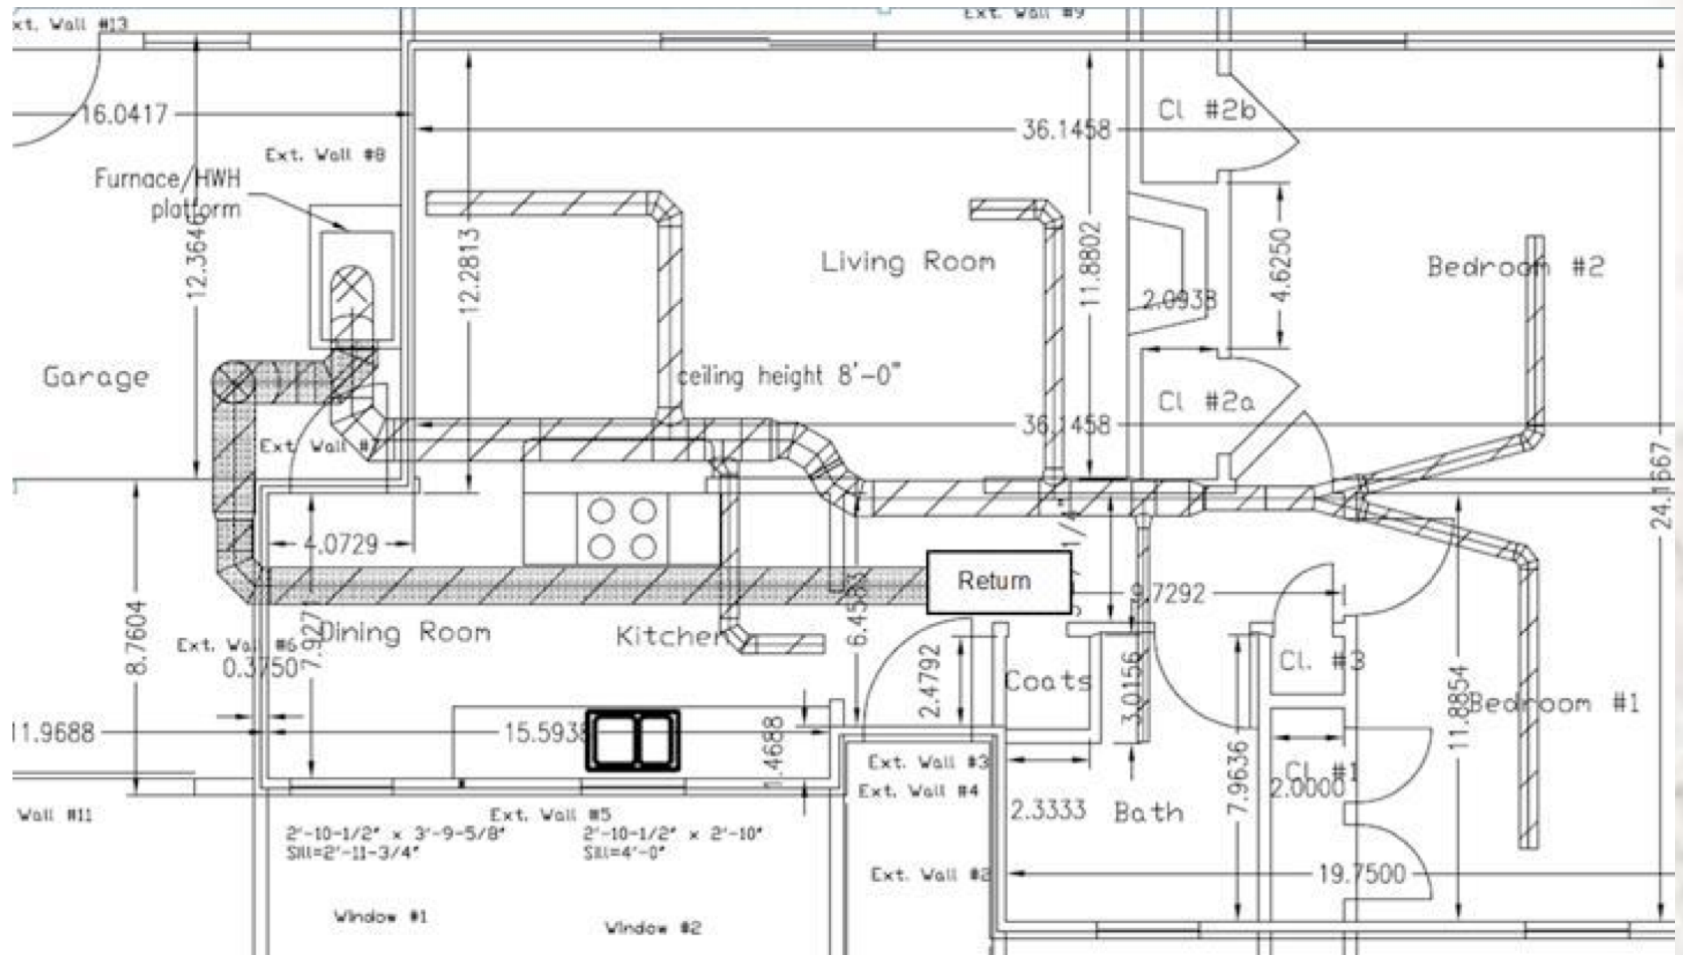 xt. Wall #13
Ext. Wall #9
16.0417
36.1458
Cl #2b
Ext. Wall #8
Furnace/HWH
platform
12.3646
12.2813
Living Room
11.8802
4.6250
Bedroom #2
2.0938
Garage
ceiling height 8'-0"
Cl #2a
36.1458
Ext. Wall #7
24.1667
4.0729
Return
9.7292
8.7604
7.9271
Dining Room
Kitchen
6.4583
Ext. Wall #6
0.3750
2.4792
Coats
3.0156
Cl. #3
11.8854
Bedroom #1
11.9688
15.5938
1.4688
Ext. Wall #3
Ext. Wall #4
7.9636
Cl #1
2.0000
Wall #11
Ext. Wall #5
2.3333
Bath
2'-10-1/2" x 3'-9-5/8"
Sill=2'-11-3/4"
2'-10-1/2" x 2'-10"
Sill=4'-0"
Ext. Wall #2
19.7500
Window #1
Window #2